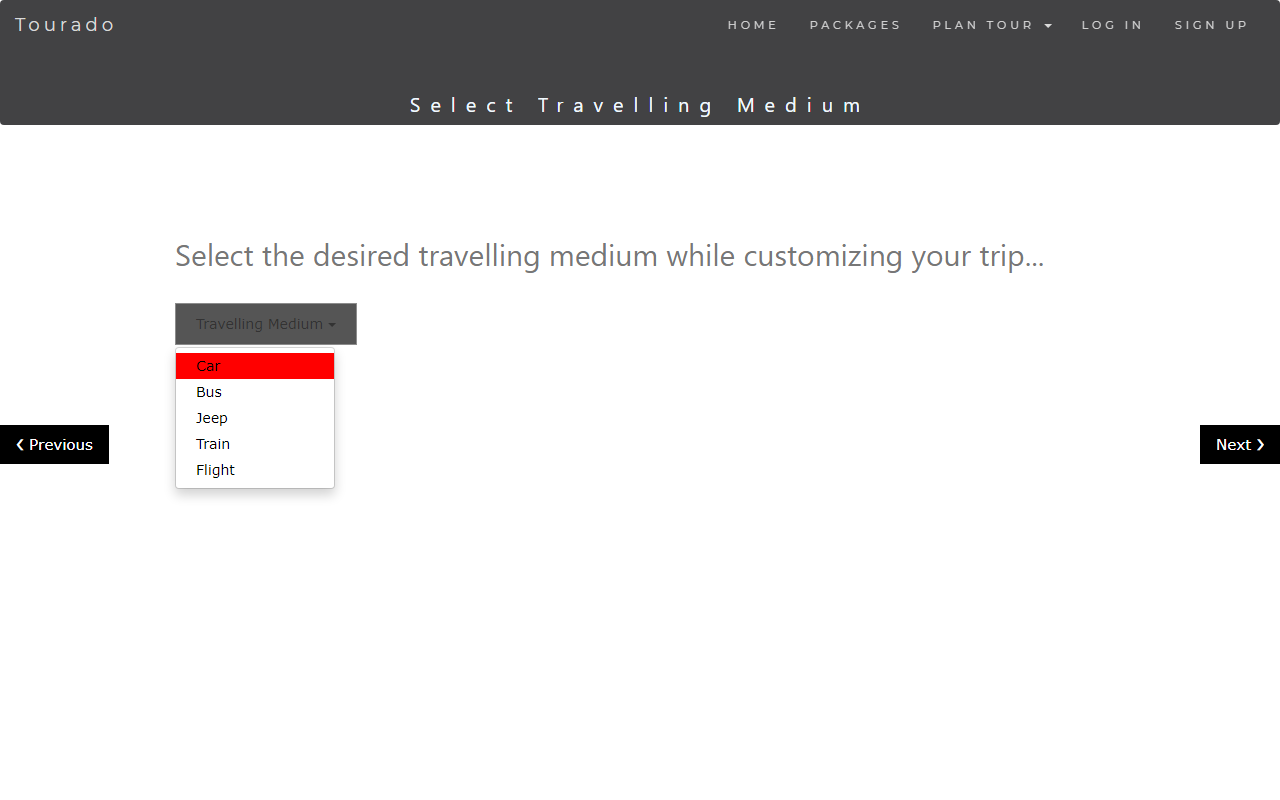 Tourado HOME PACKAGES PLAN TOUR LOG IN SIGN UP
Select Travelling Medium
Select the desired travelling medium while customizing your trip...
Travelling Medium
Car
Bus
Jeep
Train
Flight
❮ Previous
Next ❯